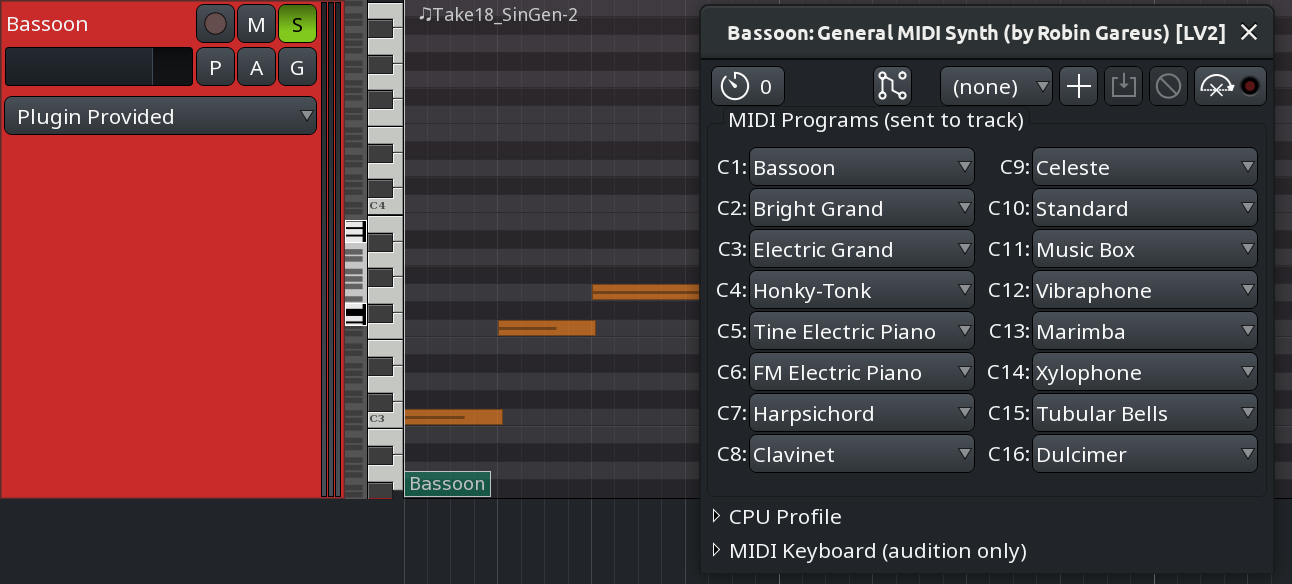 Bassoon
M
S
P
A
G
Plugin Provided
C4
C3
♫Take18_SinGen-2
Bassoon
Bassoon: General MIDI Synth (by Robin Gareus) [LV2]
0
(none)
MIDI Programs (sent to track)
C1: Bassoon C9: Celeste
C2: Bright Grand C10: Standard
C3: Electric Grand C11: Music Box
C4: Honky-Tonk C12: Vibraphone
C5: Tine Electric Piano C13: Marimba
C6: FM Electric Piano C14: Xylophone
C7: Harpsichord C15: Tubular Bells
C8: Clavinet C16: Dulcimer
CPU Profile
MIDI Keyboard (audition only)